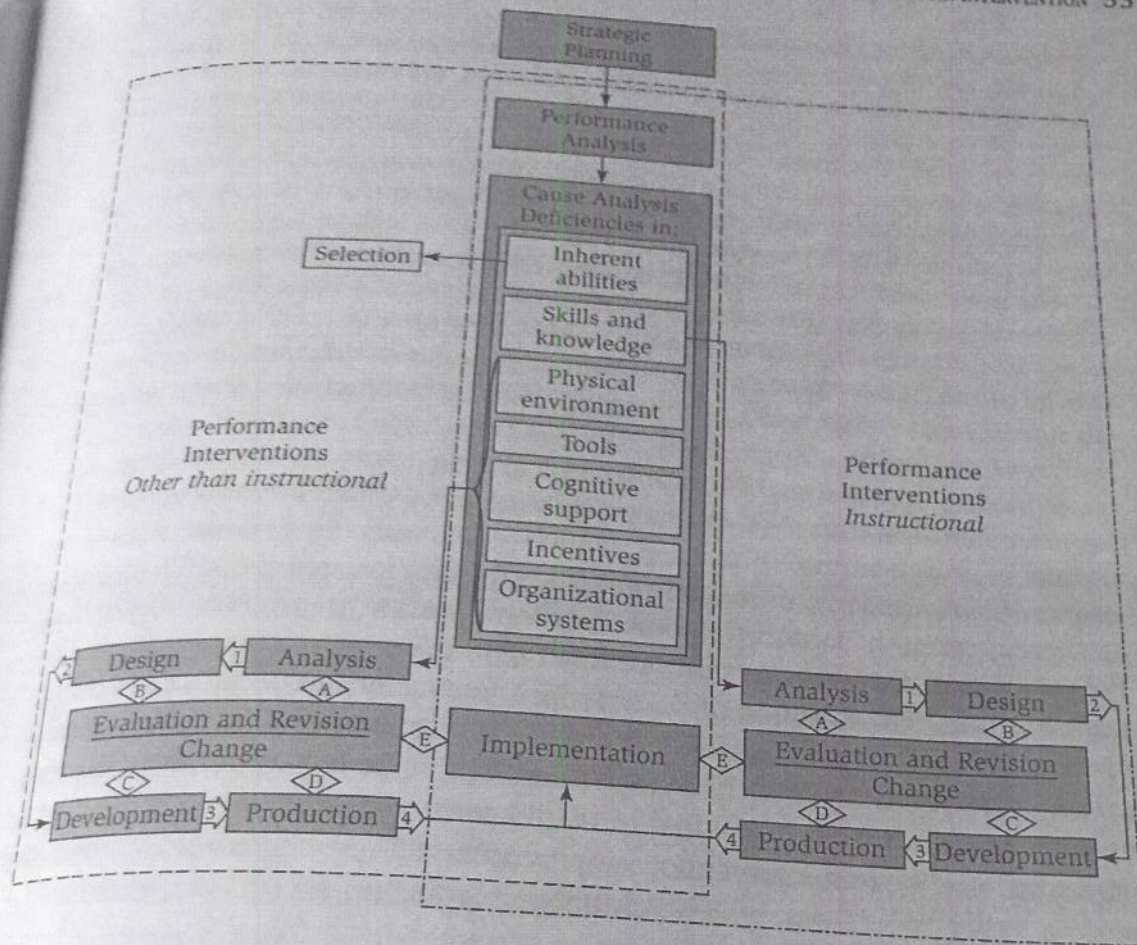 INTERVENTION
Strategic
Planning
Performance
Analysis
Cause Analysis
Deficiencies in:
Selection
Inherent
abilities
Skills and
knowledge
Physical
environment
Tools
Cognitive
support
Incentives
Organizational
systems
Performance
Interventions
Other than instructional
Performance
Interventions
Instructional
2 Design 1 Analysis
B A
Evaluation and Revision
Change
C D
Development 3 Production 4
E Implementation E
Analysis 1 Design 2
A B
Evaluation and Revision
Change
D C
4 Production 3 Development